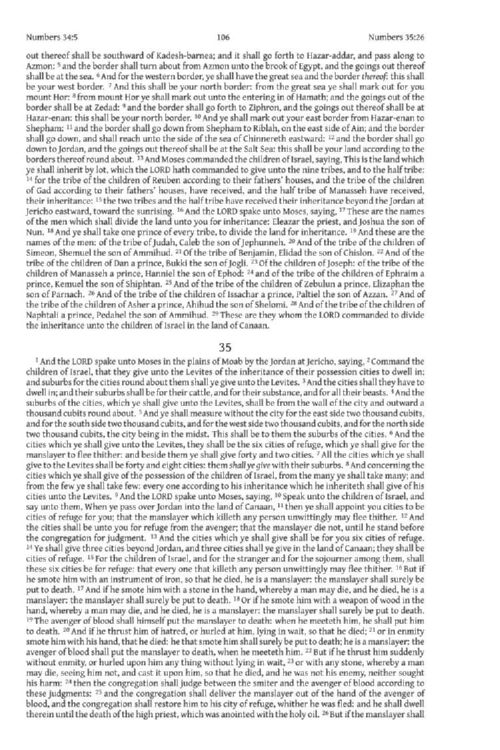 Numbers 34:5 106 Numbers 35:26
out thereof shall be southward of Kadesh-barnea; and it shall go forth to Hazar-addar, and pass along to
Azmon: 5 and the border shall turn about from Azmon unto the brook of Egypt, and the goings out thereof
shall be at the sea. 6 And for the western border, ye shall have the great sea and the border thereof: this shall
be your west border. 7 And this shall be your north border: from the great sea ye shall mark out for you
mount Hor: 8 from mount Hor ye shall mark out unto the entering in of Hamath; and the goings out of the
border shall be at Zedad: 9 and the border shall go forth to Ziphron, and the goings out thereof shall be at
Hazar-enan: this shall be your north border. 10 And ye shall mark out your east border from Hazar-enan to
Shepham: 11 and the border shall go down from Shepham to Riblah, on the east side of Ain; and the border
shall go down, and shall reach unto the side of the sea of Chinnereth eastward: 12 and the border shall go
down to Jordan, and the goings out thereof shall be at the Salt Sea: this shall be your land according to the
borders thereof round about. 13 And Moses commanded the children of Israel, saying, This is the land which
ye shall inherit by lot, which the LORD hath commanded to give unto the nine tribes, and to the half tribe:
14 for the tribe of the children of Reuben according to their fathers' houses, and the tribe of the children
of Gad according to their fathers' houses, have received, and the half tribe of Manasseh have received,
their inheritance: 15 the two tribes and the half tribe have received their inheritance beyond the Jordan at
Jericho eastward, toward the sunrising. 16 And the LORD spake unto Moses, saying, 17 These are the names
of the men which shall divide the land unto you for inheritance: Eleazar the priest, and Joshua the son of
Nun. 18 And ye shall take one prince of every tribe, to divide the land for inheritance. 19 And these are the
names of the men: of the tribe of Judah, Caleb the son of Jephunneh. 20 And of the tribe of the children of
Simeon, Shemuel the son of Ammihud. 21 Of the tribe of Benjamin, Elidad the son of Chislon. 22 And of the
tribe of the children of Dan a prince, Bukki the son of Jogli. 23 Of the children of Joseph: of the tribe of the
children of Manasseh a prince, Hanniel the son of Ephod: 24 and of the tribe of the children of Ephraim a
prince, Kemuel the son of Shiphtan. 25 And of the tribe of the children of Zebulun a prince, Elizaphan the
son of Parnach. 26 And of the tribe of the children of Issachar a prince, Paltiel the son of Azzan. 27 And of
the tribe of the children of Asher a prince, Ahihud the son of Shelomi. 28 And of the tribe of the children of
Naphtali a prince, Pedahel the son of Ammihud. 29 These are they whom the LORD commanded to divide
the inheritance unto the children of Israel in the land of Canaan.
35
1 And the LORD spake unto Moses in the plains of Moab by the Jordan at Jericho, saying, 2 Command the
children of Israel, that they give unto the Levites of the inheritance of their possession cities to dwell in;
and suburbs for the cities round about them shall ye give unto the Levites. 3 And the cities shall they have to
dwell in; and their suburbs shall be for their cattle, and for their substance, and for all their beasts. 4 And the
suburbs of the cities, which ye shall give unto the Levites, shall be from the wall of the city and outward a
thousand cubits round about. 5 And ye shall measure without the city for the east side two thousand cubits,
and for the south side two thousand cubits, and for the west side two thousand cubits, and for the north side
two thousand cubits, the city being in the midst. This shall be to them the suburbs of the cities. 6 And the
cities which ye shall give unto the Levites, they shall be the six cities of refuge, which ye shall give for the
manslayer to flee thither: and beside them ye shall give forty and two cities. 7 All the cities which ye shall
give to the Levites shall be forty and eight cities: them shall ye give with their suburbs. 8 And concerning the
cities which ye shall give of the possession of the children of Israel, from the many ye shall take many; and
from the few ye shall take few: every one according to his inheritance which he inheriteth shall give of his
cities unto the Levites. 9 And the LORD spake unto Moses, saying, 10 Speak unto the children of Israel, and
say unto them, When ye pass over Jordan into the land of Canaan, 11 then ye shall appoint you cities to be
cities of refuge for you; that the manslayer which killeth any person unwittingly may flee thither. 12 And
the cities shall be unto you for refuge from the avenger; that the manslayer die not, until he stand before
the congregation for judgment. 13 And the cities which ye shall give shall be for you six cities of refuge.
14 Ye shall give three cities beyond Jordan, and three cities shall ye give in the land of Canaan; they shall be
cities of refuge. 15 For the children of Israel, and for the stranger and for the sojourner among them, shall
these six cities be for refuge: that every one that killeth any person unwittingly may flee thither. 16 But if
he smote him with an instrument of iron, so that he died, he is a manslayer: the manslayer shall surely be
put to death. 17 And if he smote him with a stone in the hand, whereby a man may die, and he died, he is a
manslayer: the manslayer shall surely be put to death. 18 Or if he smote him with a weapon of wood in the
hand, whereby a man may die, and he died, he is a manslayer: the manslayer shall surely be put to death.
19 The avenger of blood shall himself put the manslayer to death: when he meeteth him, he shall put him
to death. 20 And if he thrust him of hatred, or hurled at him, lying in wait, so that he died; 21 or in enmity
smote him with his hand, that he died: he that smote him shall surely be put to death; he is a manslayer: the
avenger of blood shall put the manslayer to death, when he meeteth him. 22 But if he thrust him suddenly
without enmity, or hurled upon him any thing without lying in wait, 23 or with any stone, whereby a man
may die, seeing him not, and cast it upon him, so that he died, and he was not his enemy, neither sought
his harm: 24 then the congregation shall judge between the smiter and the avenger of blood according to
these judgments: 25 and the congregation shall deliver the manslayer out of the hand of the avenger of
blood, and the congregation shall restore him to his city of refuge, whither he was fled: and he shall dwell
therein until the death of the high priest, which was anointed with the holy oil. 26 But if the manslayer shall